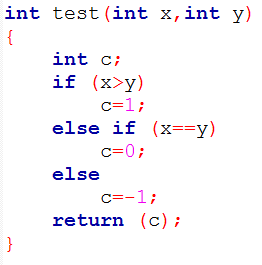 int test(int x,int y)
{
    int c;
    if (x>y)
        c=1;
    else if (x==y)
        c=0;
    else
        c=-1;
    return (c);
}